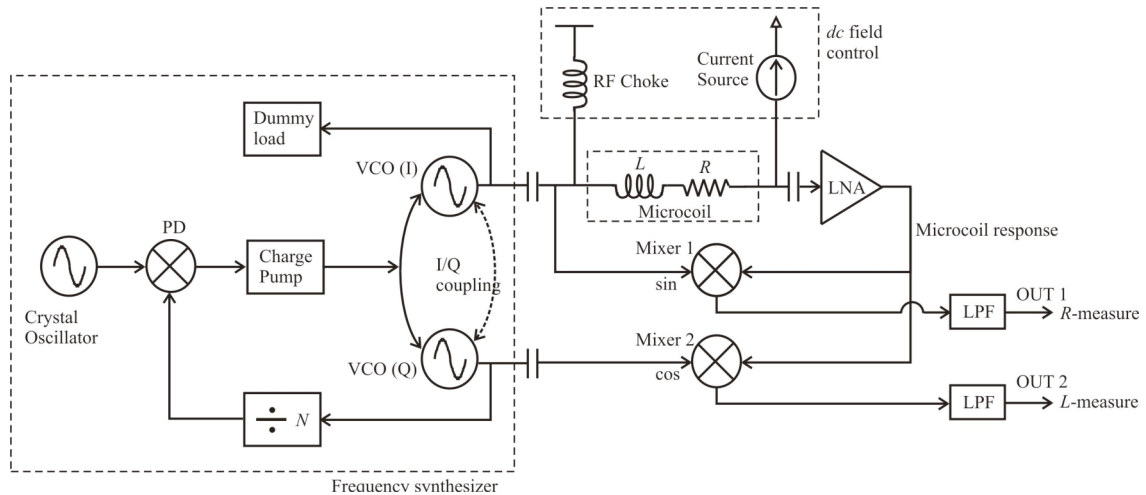 dc field
control
Current
Source
RF Choke
Dummy
load
VCO (I)
L
R
LNA
Microcoil
Microcoil response
PD
Mixer 1
sin
Charge
Pump
I/Q
coupling
OUT 1
LPF
R-measure
Crystal
Oscillator
Mixer 2
cos
VCO (Q)
OUT 2
LPF
L-measure
÷ N
Frequency synthesizer